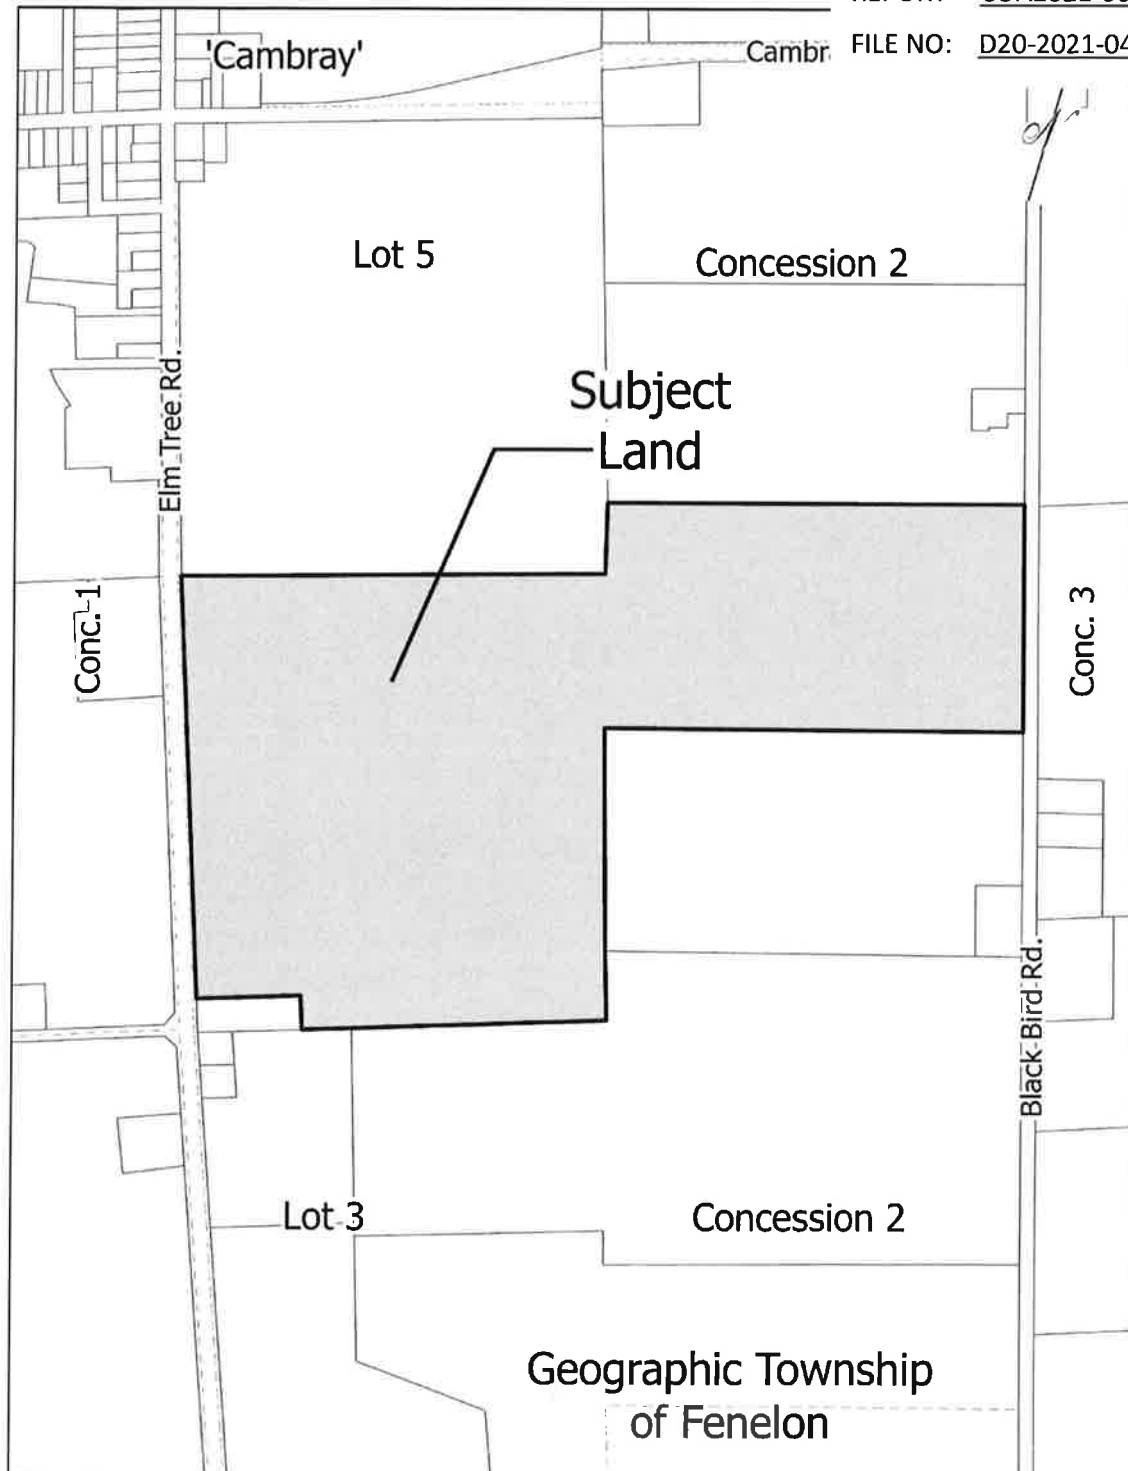 FILE NO: D20-2021-04
'Cambray'
Cambr
Lot 5
Concession 2
Subject
Land
Elm Tree Rd.
Conc. 1
Conc. 3
Black Bird Rd.
Lot 3
Concession 2
Geographic Township
of Fenelon